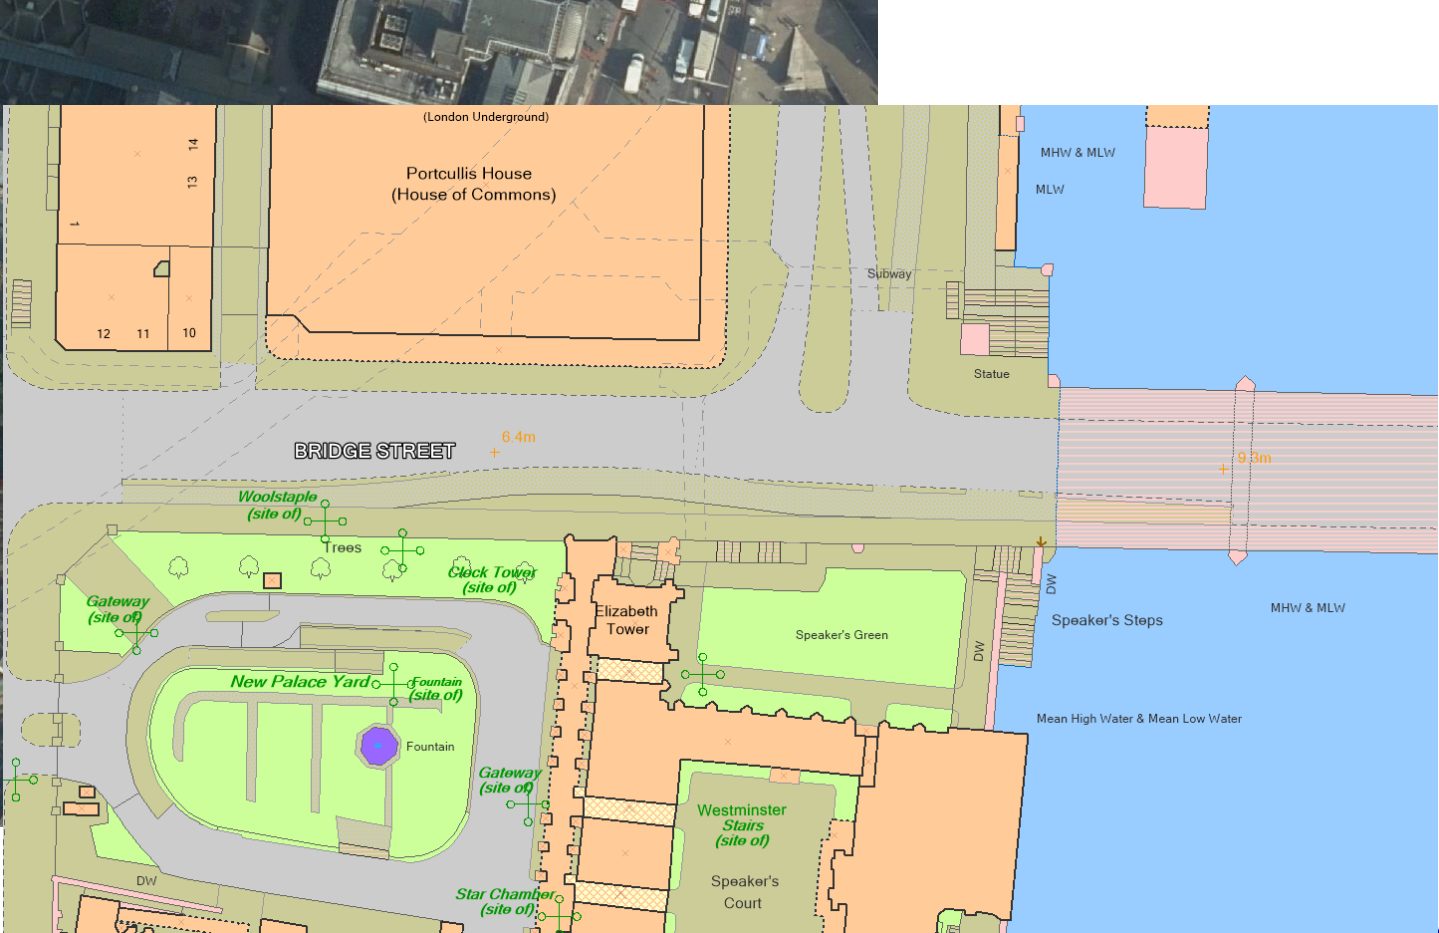 (London Underground)
Portcullis House
(House of Commons)
14
13
1
12
11
10
MHW & MLW
MLW
Subway
Statue
BRIDGE STREET
6.4m
9.3m
Woolstaple
(site of)
Trees
Clock Tower
(site of)
Gateway
(site of)
Elizabeth
Tower
Speaker's Green
DW
DW
Speaker's Steps
MHW & MLW
New Palace Yard
Fountain
(site of)
Fountain
Mean High Water & Mean Low Water
Gateway
(site of)
Westminster
Stairs
(site of)
Speaker's
Court
DW
Star Chamber
(site of)